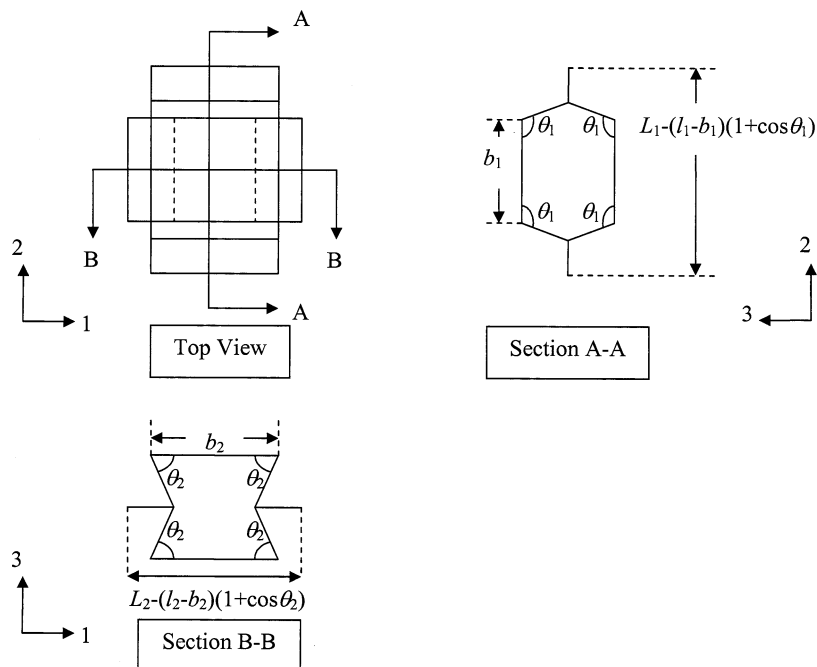 A
θ₁ θ₁
L₁-(l₁-b₁)(1+cosθ₁)
b₁
θ₁ θ₁
2
B
B
2
1
A
3
Top View
Section A-A
b₂
θ₂ θ₂
θ₂ θ₂
3
L₂-(l₂-b₂)(1+cosθ₂)
1
Section B-B